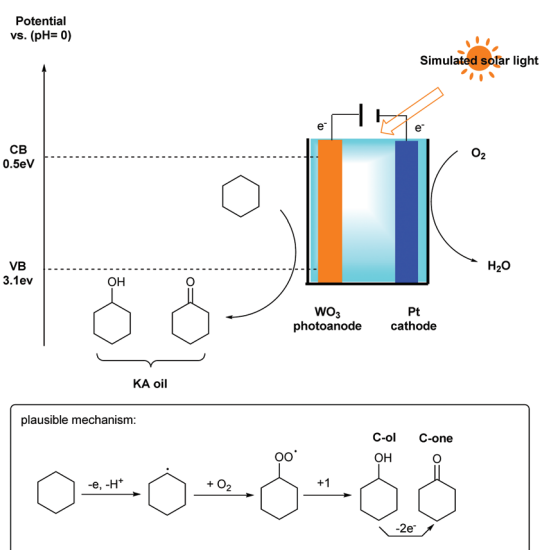 Potential
vs. (pH= 0)
Simulated solar light
e-
e-
CB
0.5eV
O2
VB
3.1ev
H2O
OH
O
WO3
photoanode
Pt
cathode
KA oil
plausible mechanism:
C-ol
C-one
OO•
OH
O
-e, -H+
•
+ O2
+1
-2e-